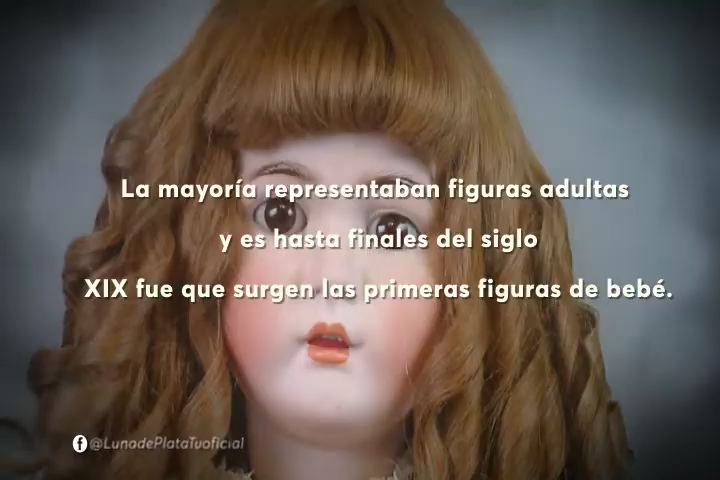 La mayoría representaban figuras adultas
y es hasta finales del siglo
XIX fue que surgen las primeras figuras de bebé.
@LunadePlataTuoficial